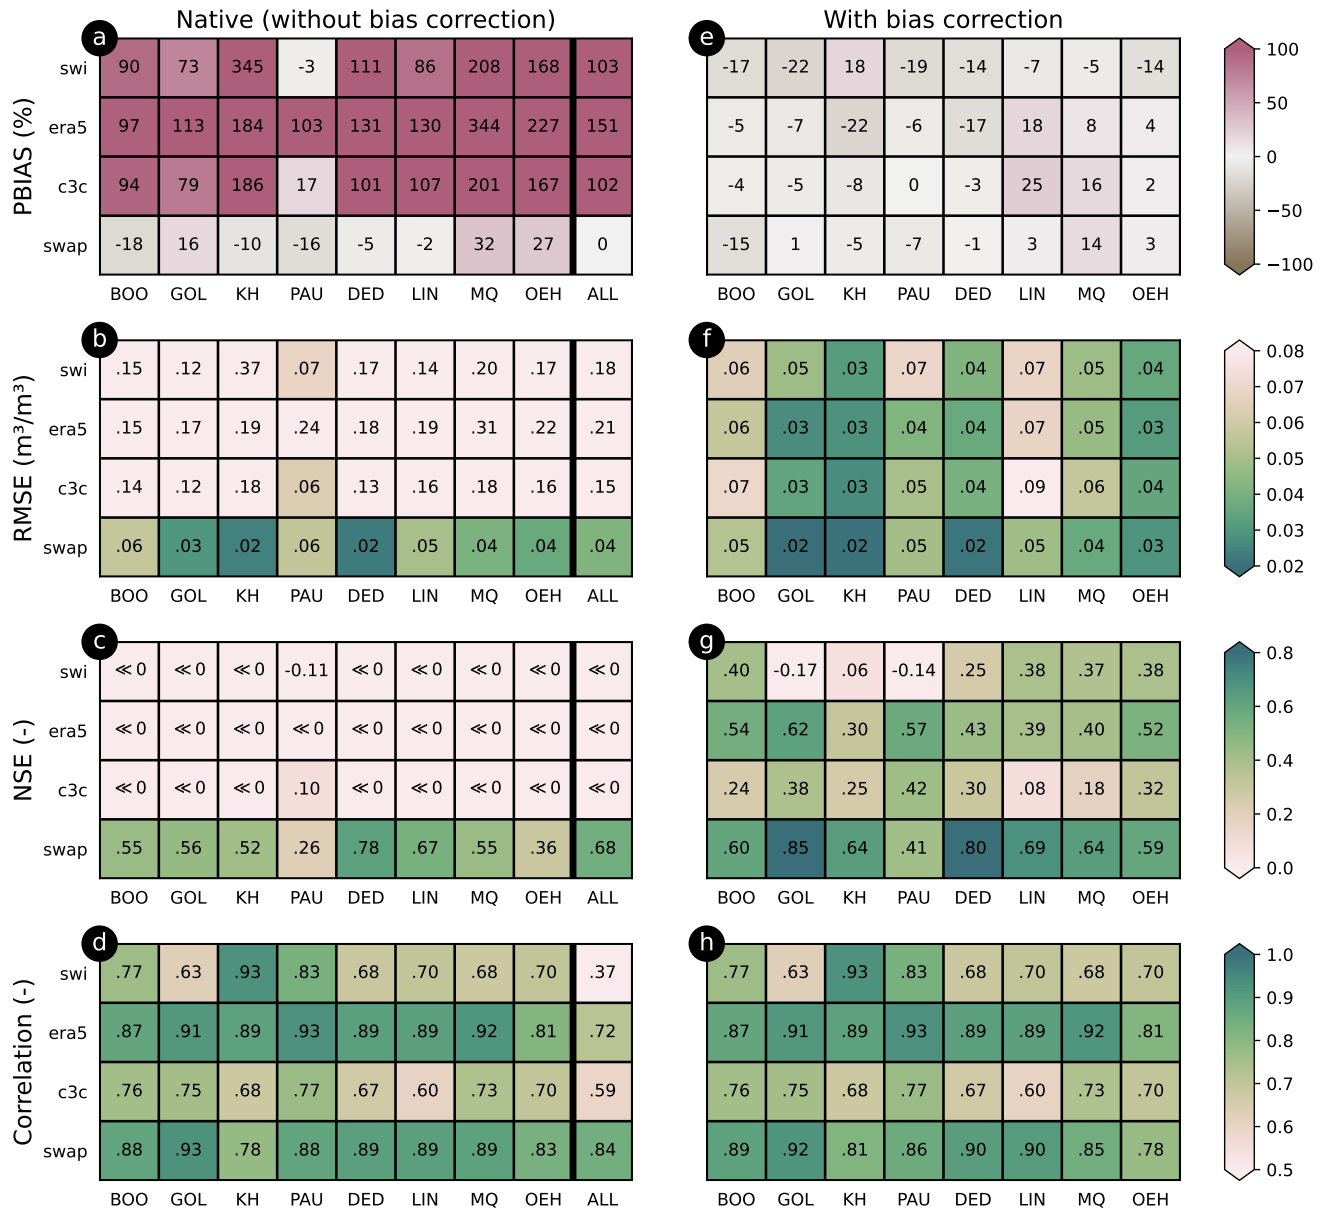 Native (without bias correction)
With bias correction
a
PBIAS (%)
swi 90 73 345 -3 111 86 208 168 103
era5 97 113 184 103 131 130 344 227 151
c3c 94 79 186 17 101 107 201 167 102
swap -18 16 -10 -16 -5 -2 32 27 0
BOO GOL KH PAU DED LIN MQ OEH ALL
e
-17 -22 18 -19 -14 -7 -5 -14
-5 -7 -22 -6 -17 18 8 4
-4 -5 -8 0 -3 25 16 2
-15 1 -5 -7 -1 3 14 3
BOO GOL KH PAU DED LIN MQ OEH
100
50
0
−50
−100
b
RMSE (m³/m³)
swi .15 .12 .37 .07 .17 .14 .20 .17 .18
era5 .15 .17 .19 .24 .18 .19 .31 .22 .21
c3c .14 .12 .18 .06 .13 .16 .18 .16 .15
swap .06 .03 .02 .06 .02 .05 .04 .04 .04
BOO GOL KH PAU DED LIN MQ OEH ALL
f
.06 .05 .03 .07 .04 .07 .05 .04
.06 .03 .03 .04 .04 .07 .05 .03
.07 .03 .03 .05 .04 .09 .06 .04
.05 .02 .02 .05 .02 .05 .04 .03
BOO GOL KH PAU DED LIN MQ OEH
0.08
0.07
0.06
0.05
0.04
0.03
0.02
c
NSE (-)
swi ≪0 ≪0 ≪0 -0.11 ≪0 ≪0 ≪0 ≪0 ≪0
era5 ≪0 ≪0 ≪0 ≪0 ≪0 ≪0 ≪0 ≪0 ≪0
c3c ≪0 ≪0 ≪0 .10 ≪0 ≪0 ≪0 ≪0 ≪0
swap .55 .56 .52 .26 .78 .67 .55 .36 .68
BOO GOL KH PAU DED LIN MQ OEH ALL
g
.40 -0.17 .06 -0.14 .25 .38 .37 .38
.54 .62 .30 .57 .43 .39 .40 .52
.24 .38 .25 .42 .30 .08 .18 .32
.60 .85 .64 .41 .80 .69 .64 .59
BOO GOL KH PAU DED LIN MQ OEH
0.8
0.6
0.4
0.2
0.0
d
Correlation (-)
swi .77 .63 .93 .83 .68 .70 .68 .70 .37
era5 .87 .91 .89 .93 .89 .89 .92 .81 .72
c3c .76 .75 .68 .77 .67 .60 .73 .70 .59
swap .88 .93 .78 .88 .89 .89 .89 .83 .84
BOO GOL KH PAU DED LIN MQ OEH ALL
h
.77 .63 .93 .83 .68 .70 .68 .70
.87 .91 .89 .93 .89 .89 .92 .81
.76 .75 .68 .77 .67 .60 .73 .70
.89 .92 .81 .86 .90 .90 .85 .78
BOO GOL KH PAU DED LIN MQ OEH
1.0
0.9
0.8
0.7
0.6
0.5